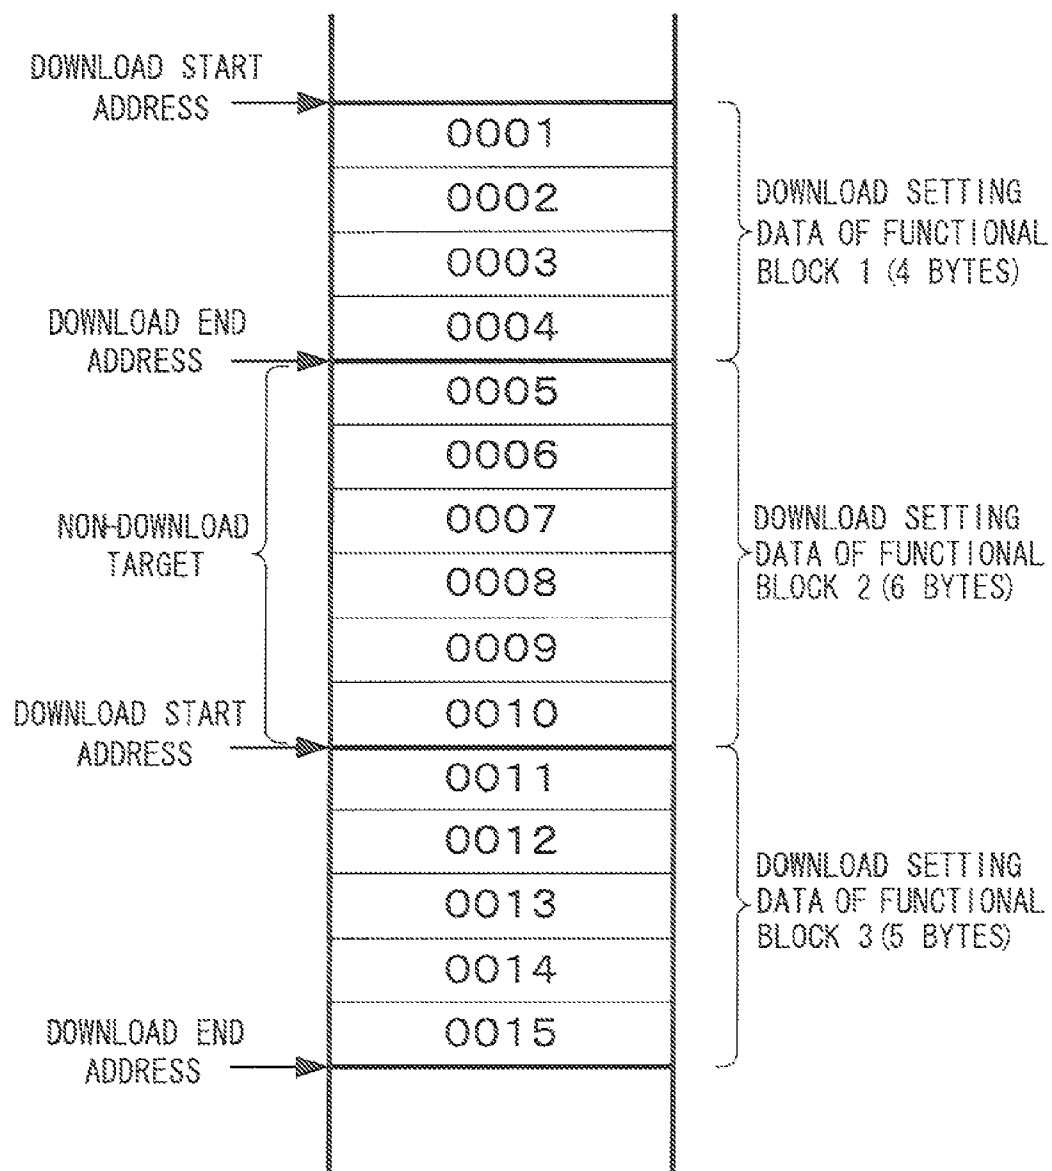 DOWNLOAD START
ADDRESS
0001
0002
0003
0004
DOWNLOAD SETTING
DATA OF FUNCTIONAL
BLOCK 1 (4 BYTES)
DOWNLOAD END
ADDRESS
0005
0006
0007
0008
0009
0010
NON-DOWNLOAD
TARGET
DOWNLOAD SETTING
DATA OF FUNCTIONAL
BLOCK 2 (6 BYTES)
DOWNLOAD START
ADDRESS
0011
0012
0013
0014
0015
DOWNLOAD SETTING
DATA OF FUNCTIONAL
BLOCK 3 (5 BYTES)
DOWNLOAD END
ADDRESS